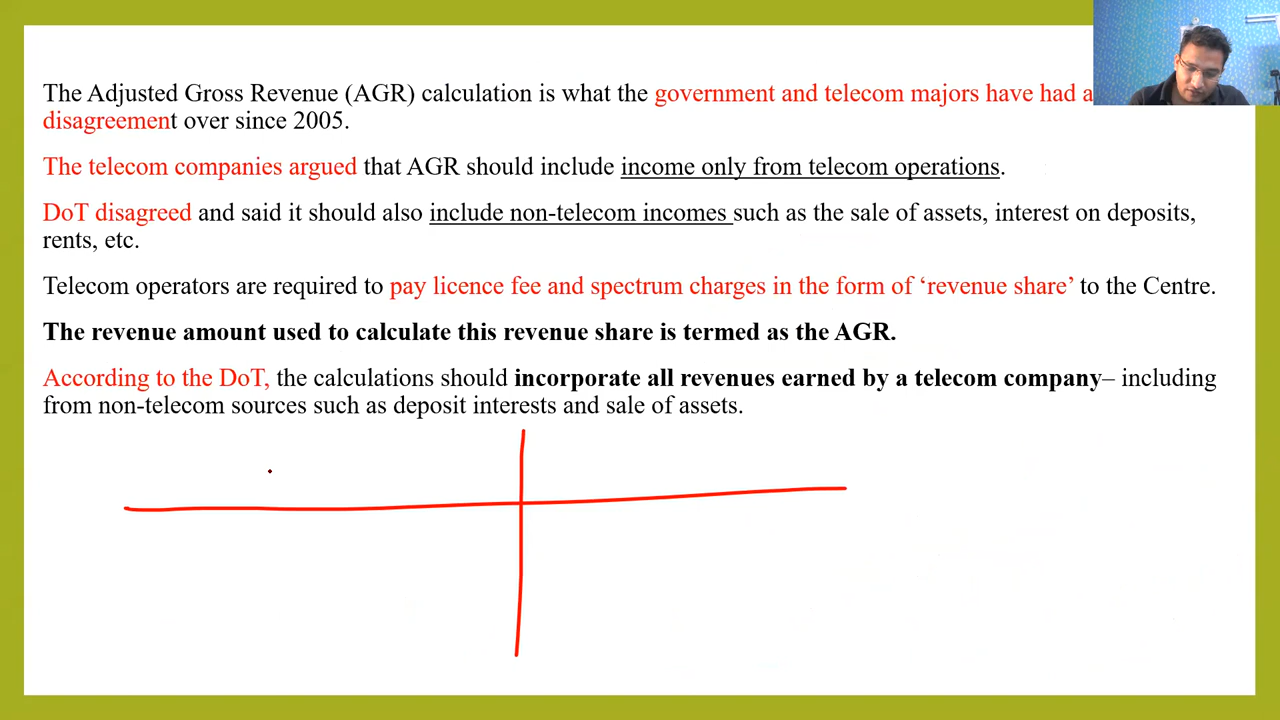 The Adjusted Gross Revenue (AGR) calculation is what the government and telecom majors have had a
disagreement over since 2005.
The telecom companies argued that AGR should include income only from telecom operations.
DoT disagreed and said it should also include non-telecom incomes such as the sale of assets, interest on deposits,
rents, etc.
Telecom operators are required to pay licence fee and spectrum charges in the form of ‘revenue share’ to the Centre.
The revenue amount used to calculate this revenue share is termed as the AGR.
According to the DoT, the calculations should incorporate all revenues earned by a telecom company– including
from non-telecom sources such as deposit interests and sale of assets.